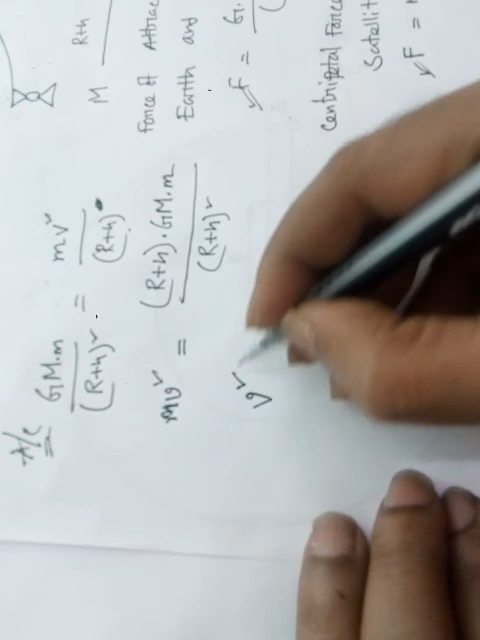 M R+h
Force of Attrac
Earth and
F = G.
Centripetal Force
Satellit
F =
A/c GM.m/(R+h)² = mv²/(R+h)
mv² = (R+h).GM.m/(R+h)²
v²